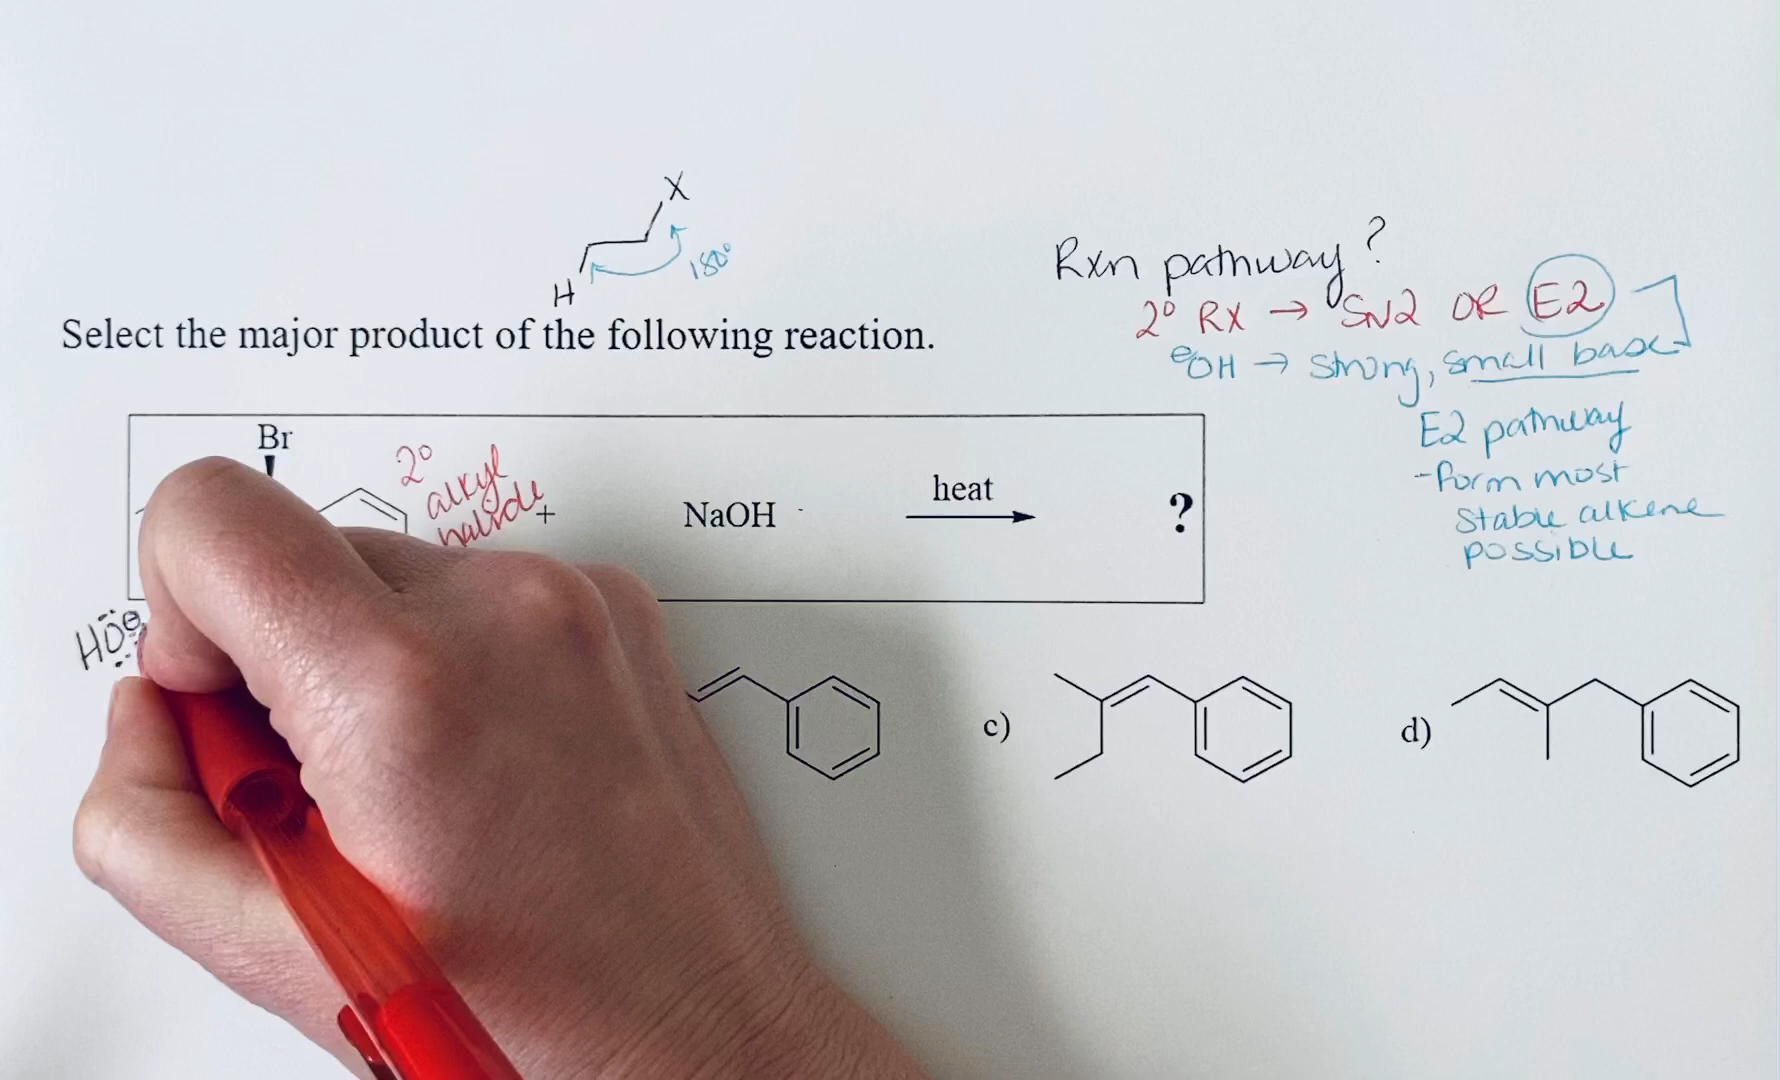 X
180°
H
Rxn pathway?
2° RX → SN2 OR E2
⊖OH → strong, small base
Select the major product of the following reaction.
E2 pathway
- form most
stable alkene
possible
Br
2°
alkyl
halide
+
NaOH
heat
?
HO⊖
c)
d)